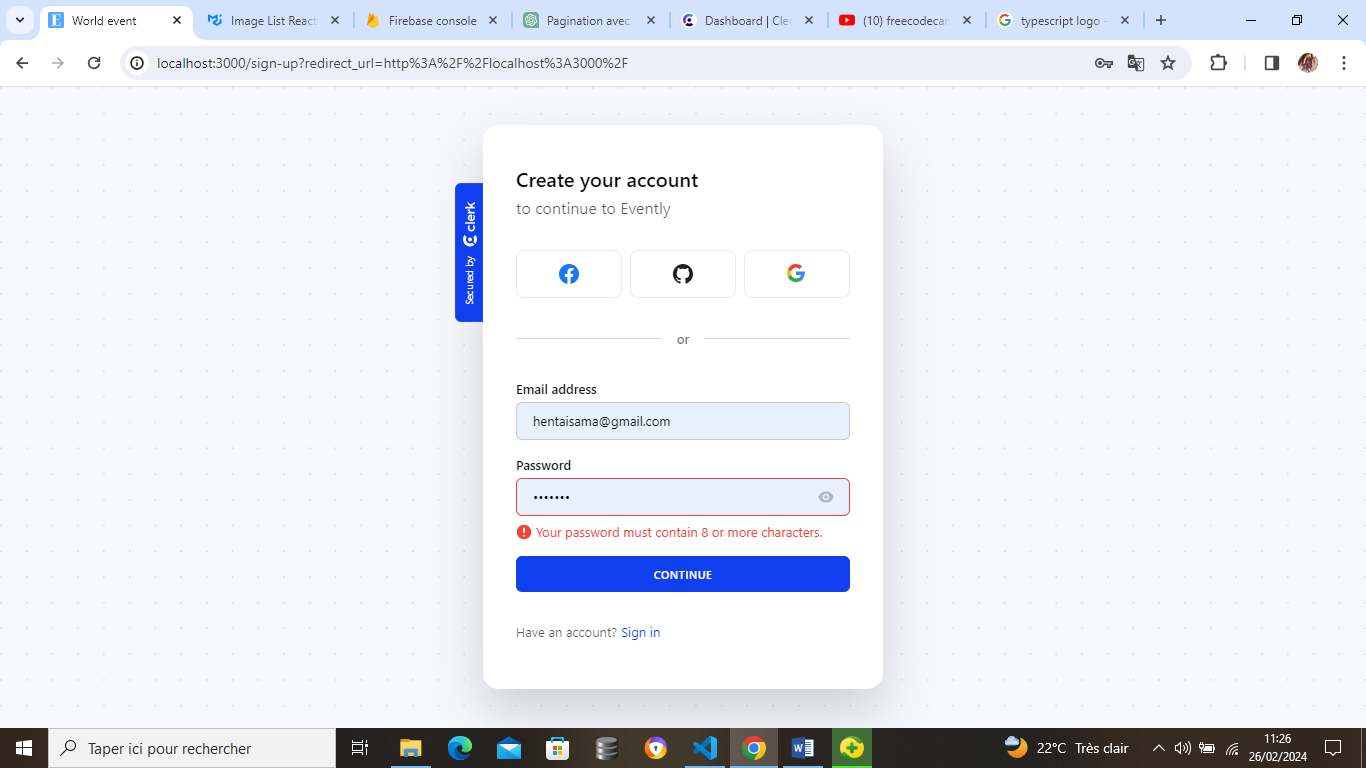 World event
Image List React
Firebase console
Pagination avec
Dashboard | Cler
(10) freecodecam
typescript logo -
localhost:3000/sign-up?redirect_url=http%3A%2F%2Flocalhost%3A3000%2F
Create your account
to continue to Evently
Secured by clerk
or
Email address
hentaisama@gmail.com
Password
•••••••
Your password must contain 8 or more characters.
CONTINUE
Have an account? Sign in
Taper ici pour rechercher
22°C Très clair
11:26
26/02/2024